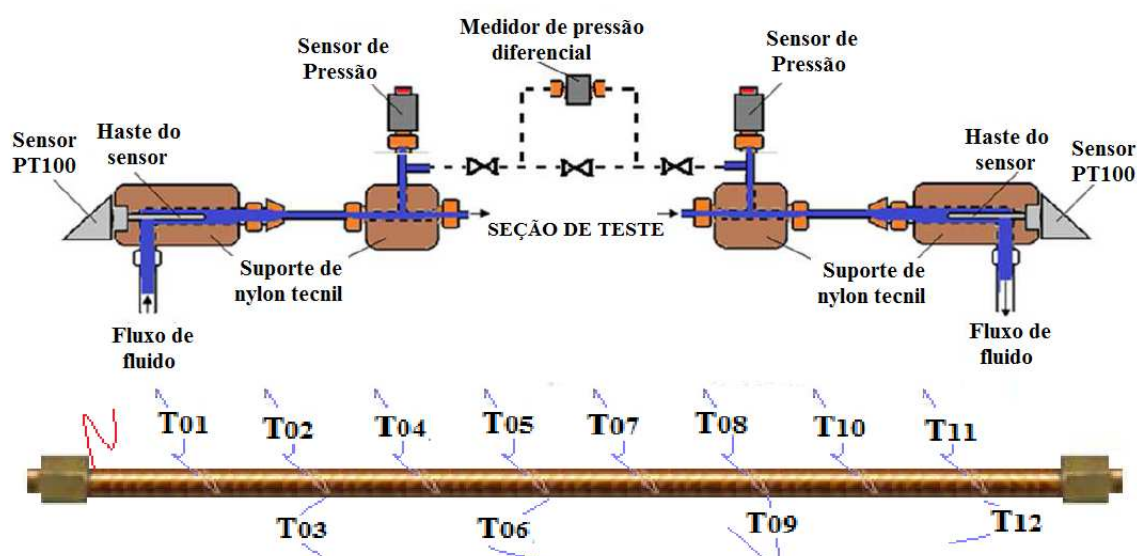 Medidor de pressão
diferencial
Sensor de
Pressão
Sensor de
Pressão
Sensor
PT100
Haste do
sensor
Haste do
sensor
Sensor
PT100
SEÇÃO DE TESTE
Suporte de
nylon tecnil
Suporte de
nylon tecnil
Fluxo de
fluido
Fluxo de
fluido
T01 T02 T04 T05 T07 T08 T10 T11
T03 T06 T09 T12